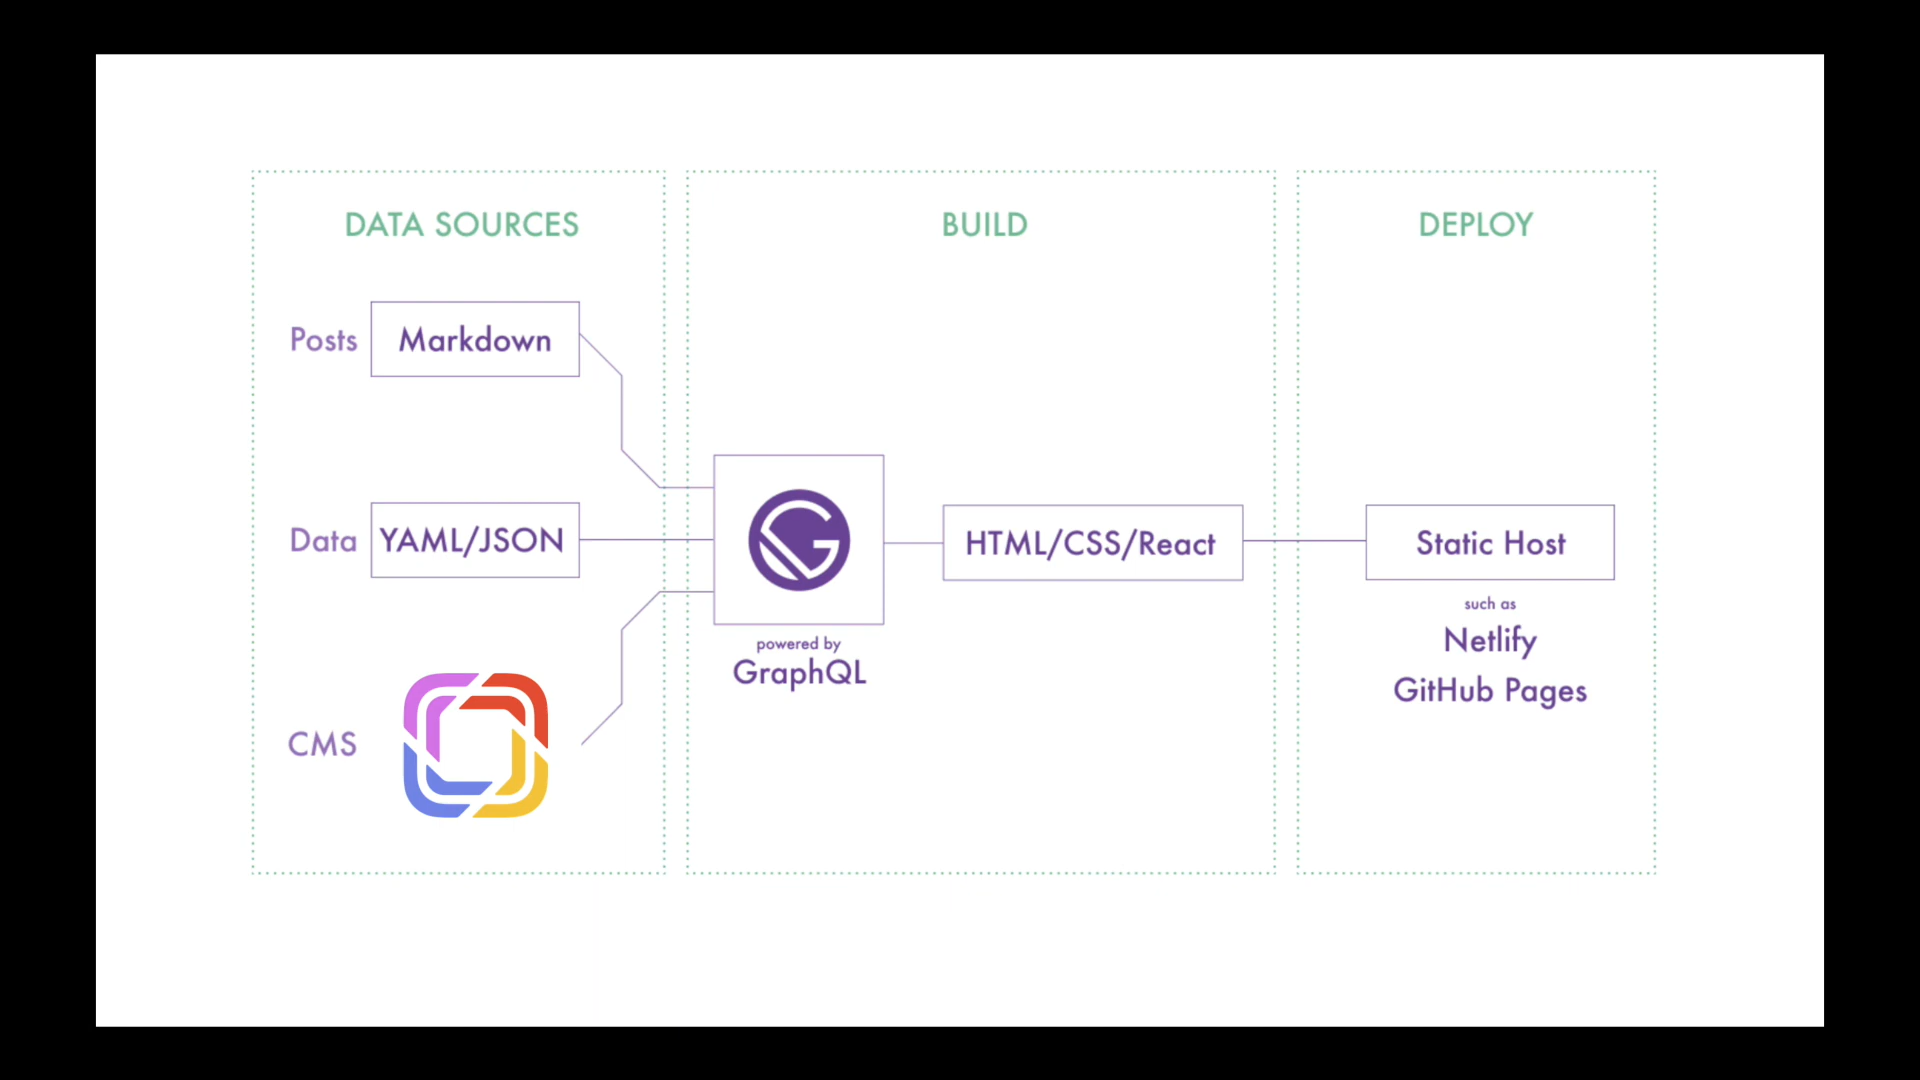 DATA SOURCES
Posts
Markdown
Data
YAML/JSON
CMS
BUILD
powered by
GraphQL
HTML/CSS/React
DEPLOY
Static Host
such as
Netlify
GitHub Pages